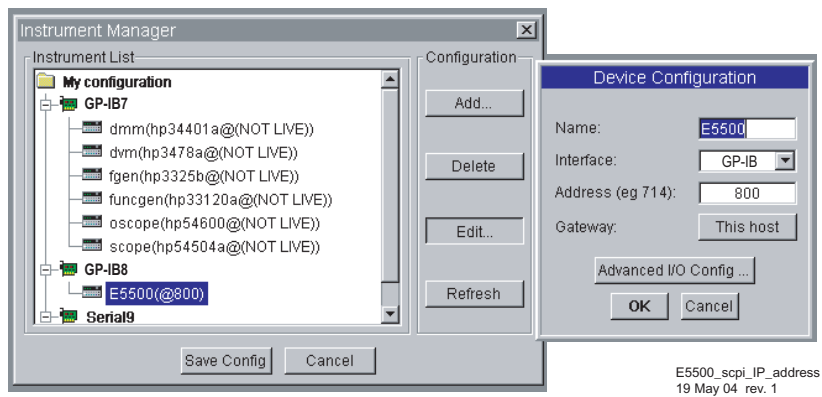 Instrument Manager
Instrument List
My configuration
GP-IB7
dmm(hp34401a@(NOT LIVE))
dvm(hp3478a@(NOT LIVE))
fgen(hp3325b@(NOT LIVE))
funcgen(hp33120a@(NOT LIVE))
oscope(hp54600@(NOT LIVE))
scope(hp54504a@(NOT LIVE))
GP-IB8
E5500(@800)
Serial9
Configuration
Add...
Delete
Edit...
Refresh
Save Config
Cancel
Device Configuration
Name: E5500
Interface: GP-IB
Address (eg 714): 800
Gateway: This host
Advanced I/O Config ...
OK Cancel
E5500_scpi_IP_address
19 May 04 rev. 1